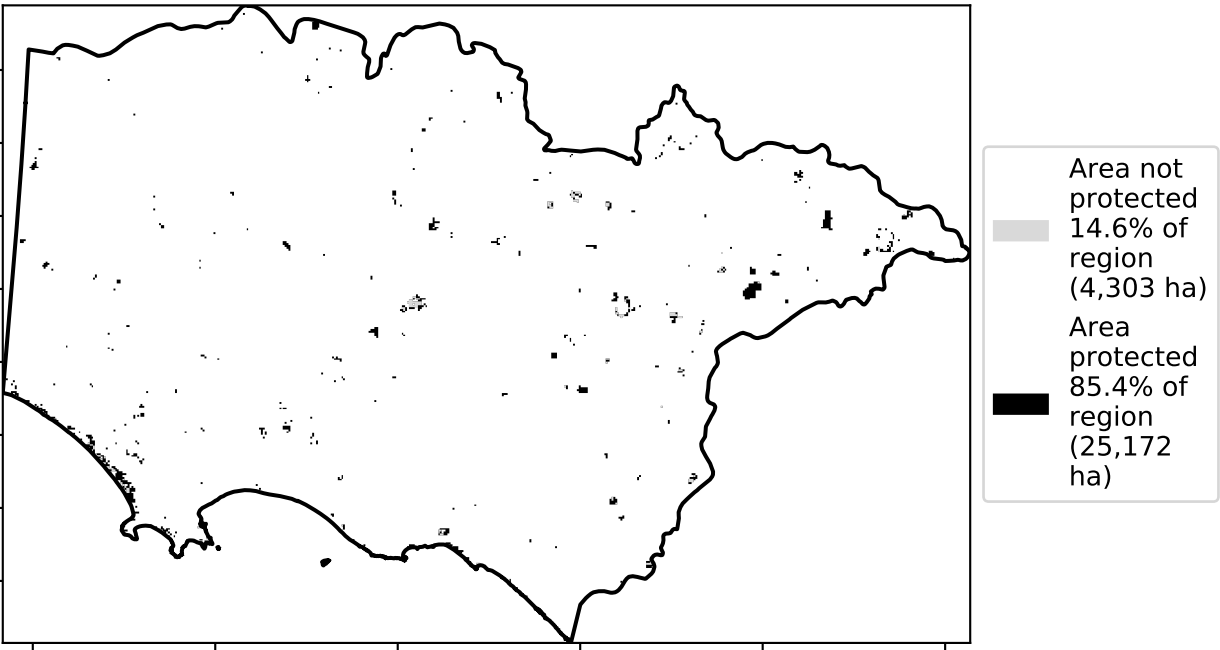 Area not
protected
14.6% of
region
(4,303 ha)
Area
protected
85.4% of
region
(25,172
ha)